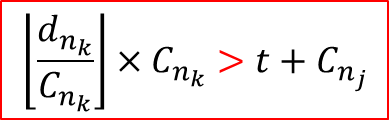 ⌊d_{n_k}/C_{n_k}⌋ × C_{n_k} > t + C_{n_j}